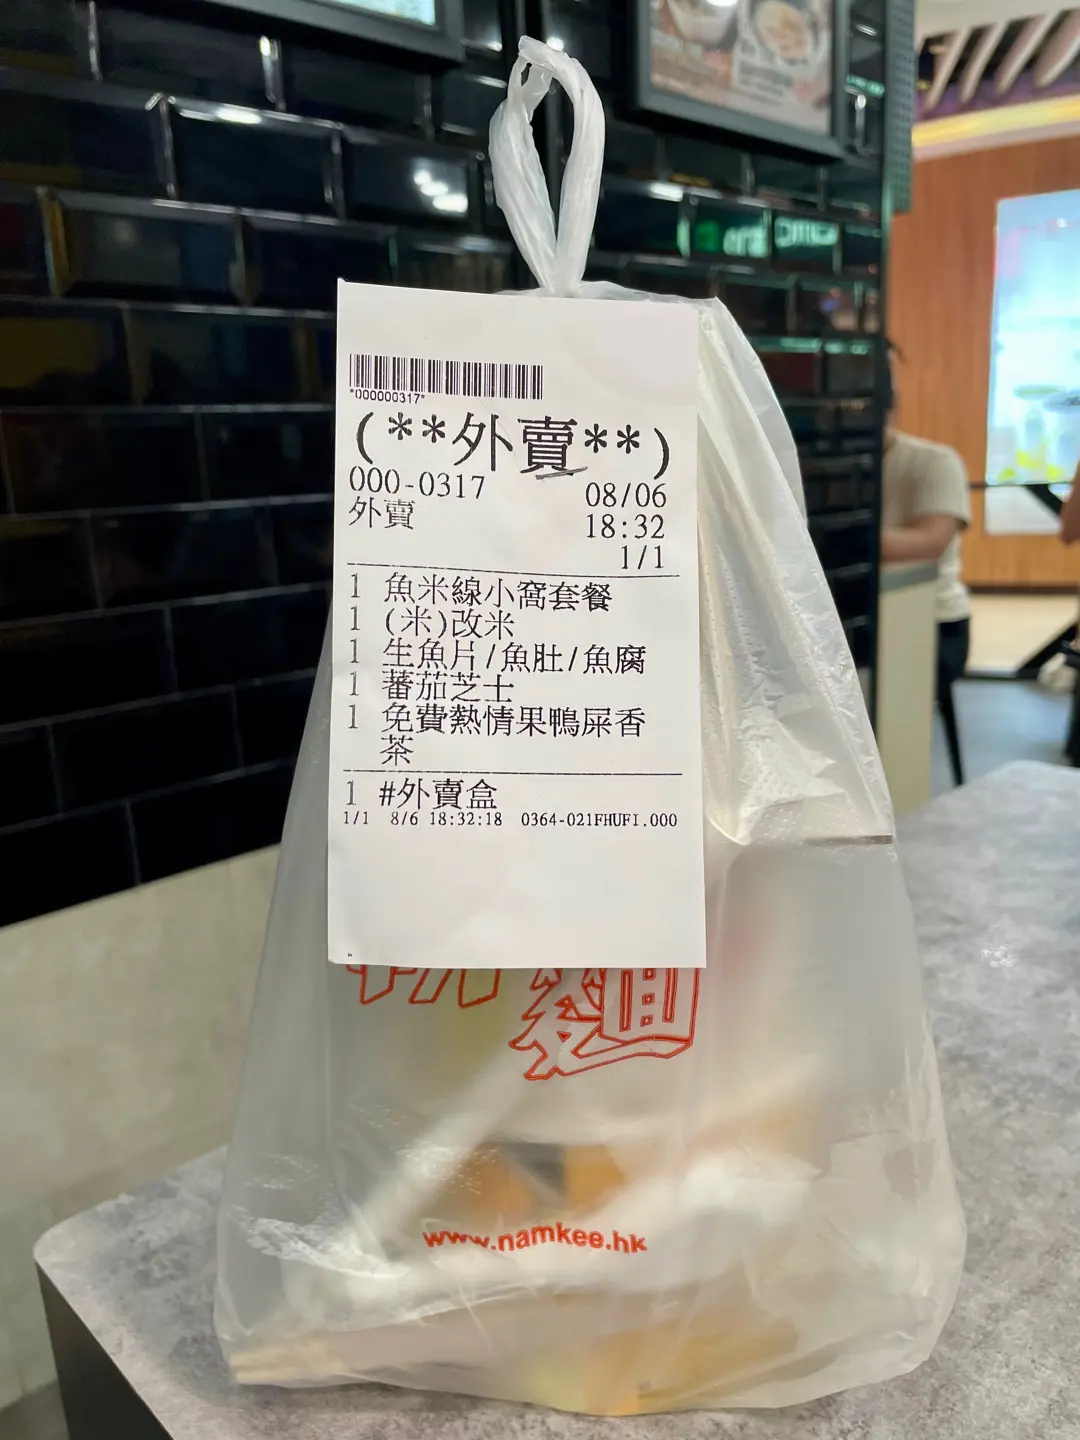 *000000317*
(**外賣**)
000-0317 08/06
外賣 18:32
1/1
1 魚米線小窩套餐
1 (米)改米
1 生魚片/魚肚/魚腐
1 蕃茄芝士
1 免費熱情果鴨屎香
茶
1 #外賣盒
1/1 8/6 18:32:18 0364-021FHUFI.000
麵
www.namkee.hk